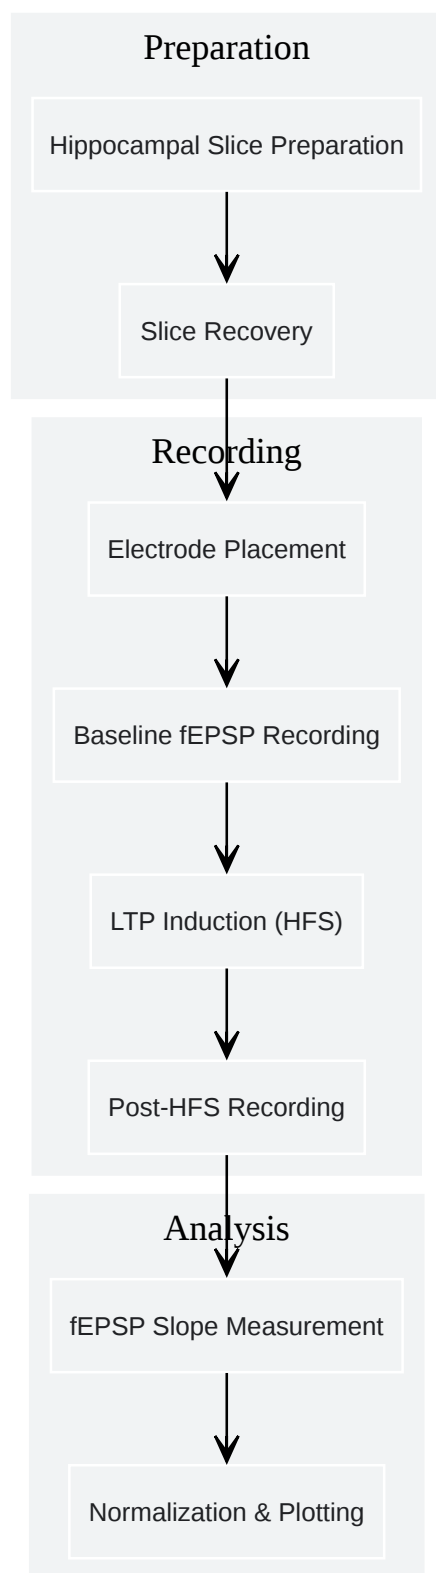 Preparation
Hippocampal Slice Preparation
Slice Recovery
Recording
Electrode Placement
Baseline fEPSP Recording
LTP Induction (HFS)
Post-HFS Recording
Analysis
fEPSP Slope Measurement
Normalization & Plotting